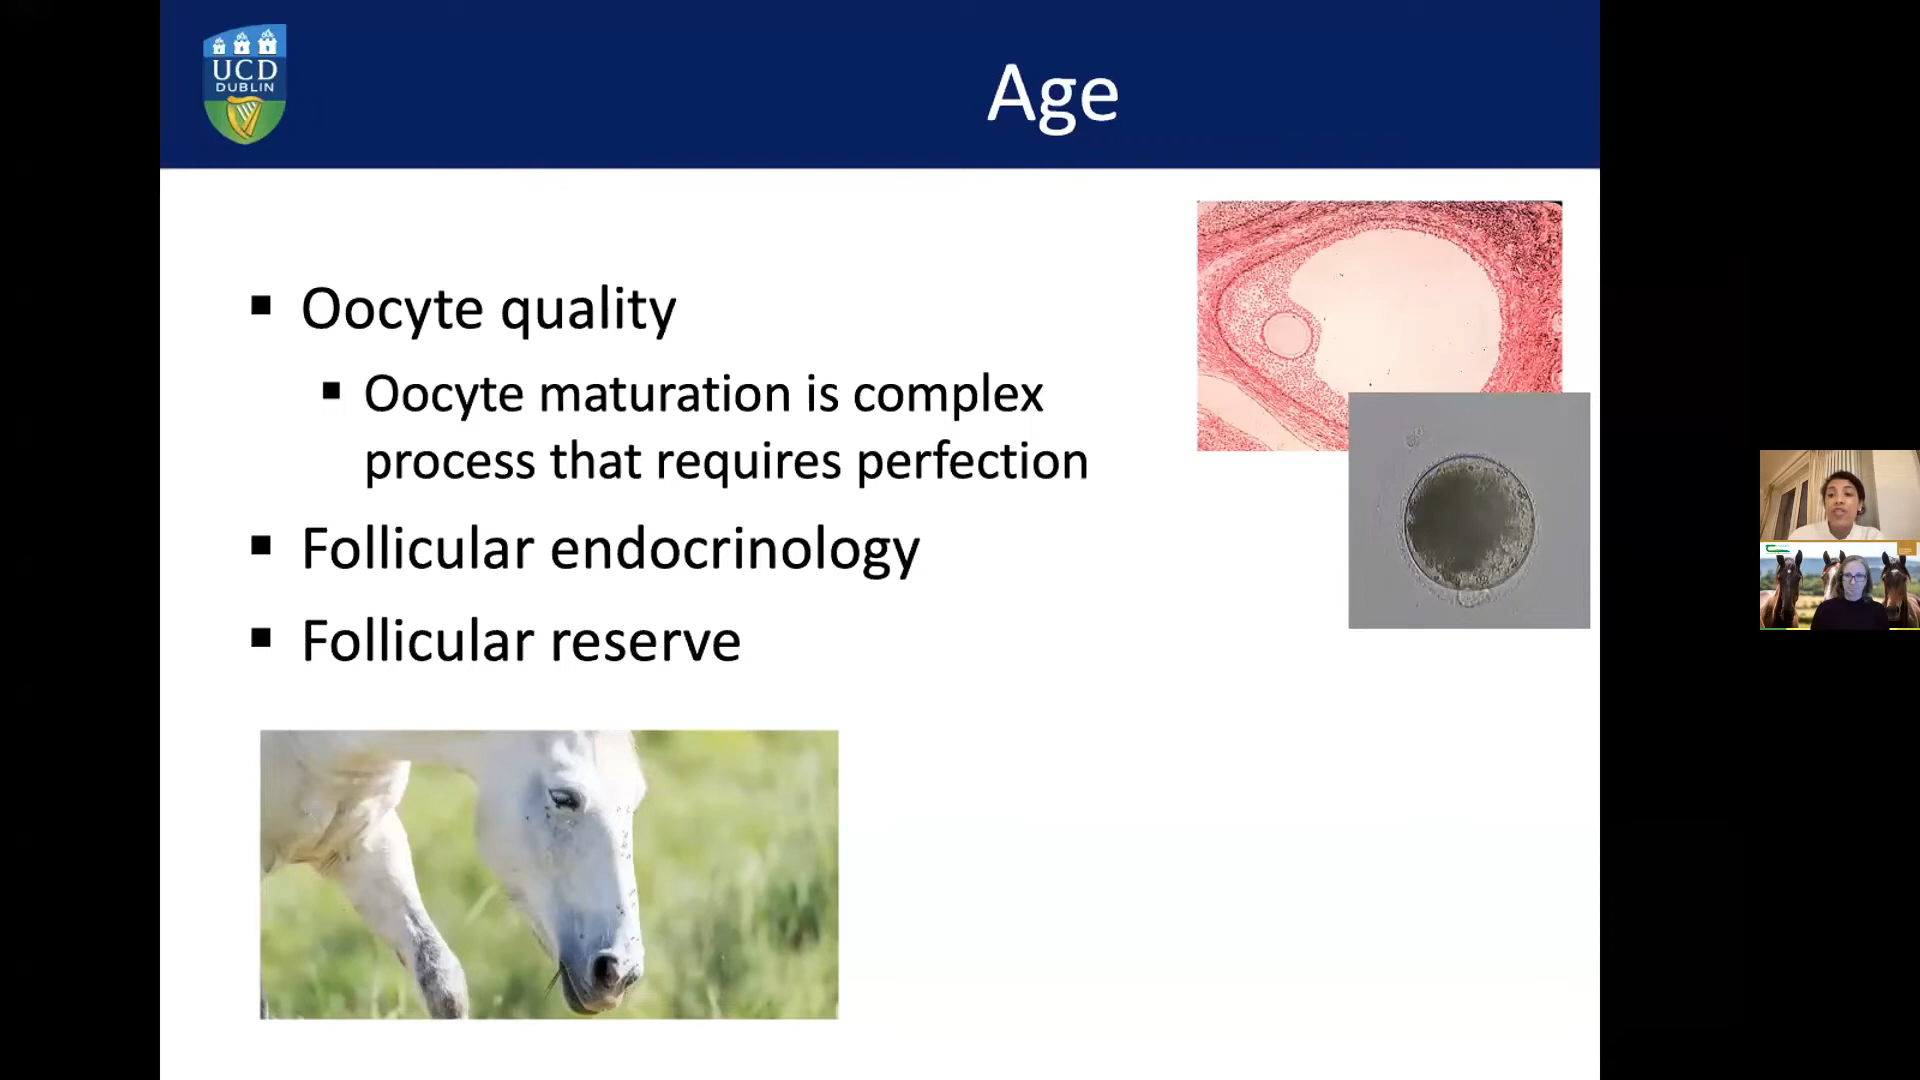 UCD
DUBLIN
Age
Oocyte quality
Oocyte maturation is complex
process that requires perfection
Follicular endocrinology
Follicular reserve